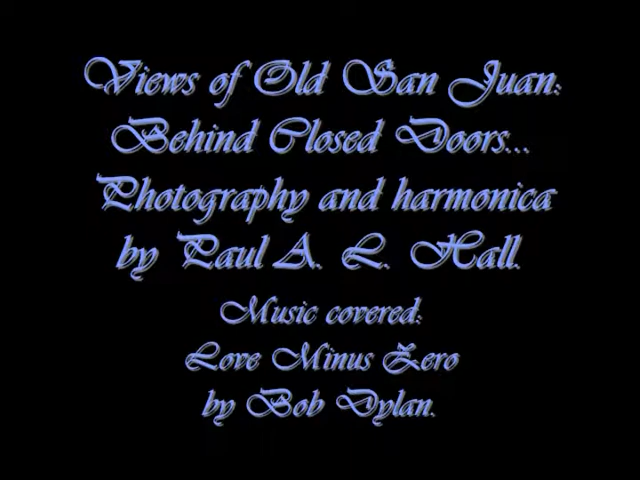 Views of Old San Juan:
Behind Closed Doors...
Photography and harmonica
by Paul A. L. Hall.
Music covered:
Love Minus Zero
by Bob Dylan.